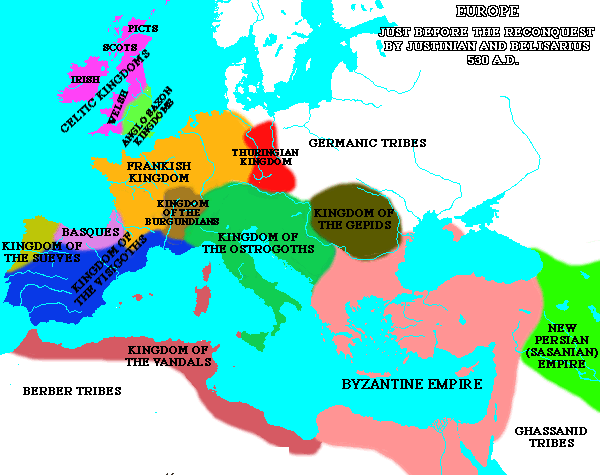 EUROPE
JUST BEFORE THE RECONQUEST
BY JUSTINIAN AND BELISARIUS
530 A.D.
PICTS
SCOTS
IRISH
CELTIC KINGDOMS
WELSH
ANGLO SAXON
KINGDOMS
FRANKISH
KINGDOM
THURINGIAN
KINGDOM
GERMANIC TRIBES
KINGDOM
OF THE
BURGUNDIANS
KINGDOM OF
THE GEPIDS
BASQUES
KINGDOM OF
THE SUEVES
KINGDOM OF
THE VISIGOTHS
KINGDOM OF
THE OSTROGOTHS
KINGDOM OF
THE VANDALS
BERBER TRIBES
BYZANTINE EMPIRE
NEW
PERSIAN
(SASANIAN)
EMPIRE
GHASSANID
TRIBES